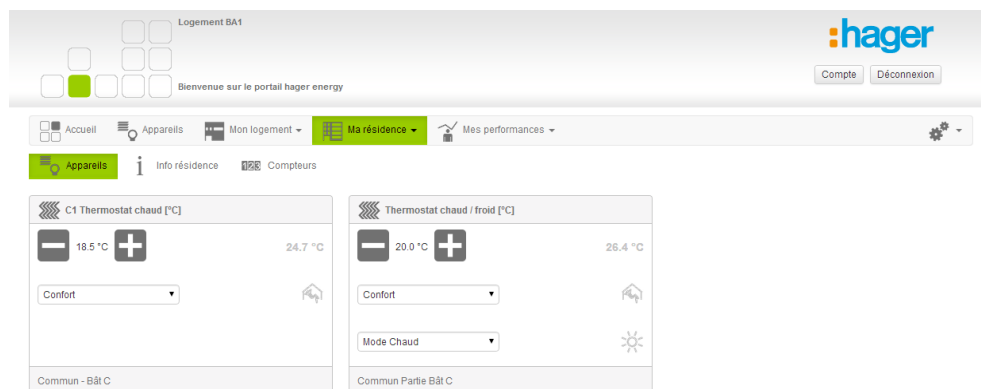 Logement BA1
:hager
Compte Déconnexion
Bienvenue sur le portail hager energy
Accueil Appareils Mon logement Ma résidence Mes performances
Appareils i Info résidence 123 Compteurs
C1 Thermostat chaud [°C]
18.5 °C 24.7 °C
Confort
Commun - Bât C
Thermostat chaud / froid [°C]
20.0 °C 26.4 °C
Confort
Mode Chaud
Commun Partie Bât C